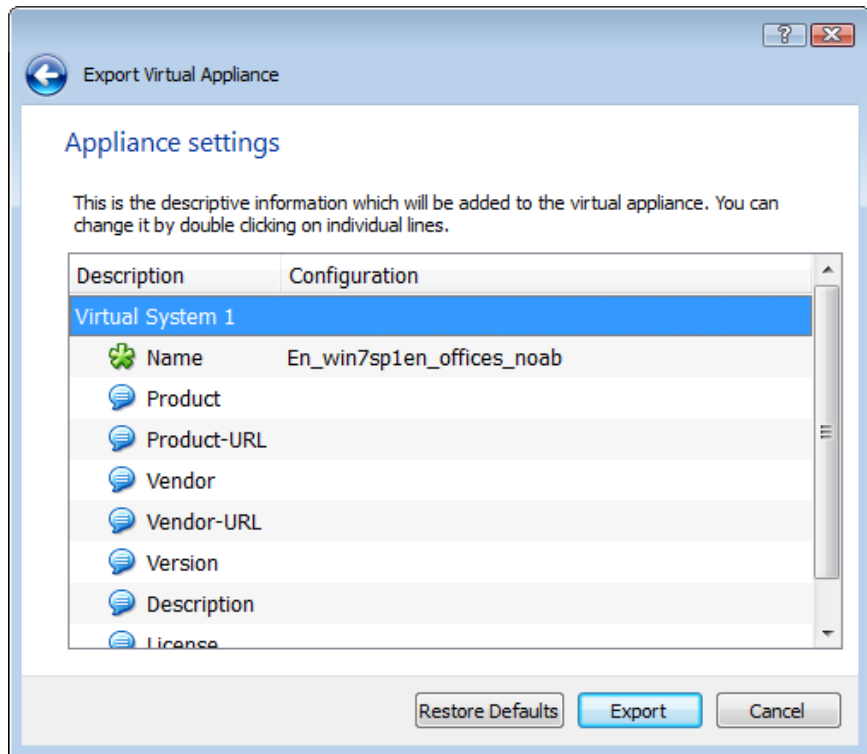 Export Virtual Appliance
Appliance settings
This is the descriptive information which will be added to the virtual appliance. You can
change it by double clicking on individual lines.
Description Configuration
Virtual System 1
Name En_win7sp1en_offices_noab
Product
Product-URL
Vendor
Vendor-URL
Version
Description
License
Restore Defaults Export Cancel